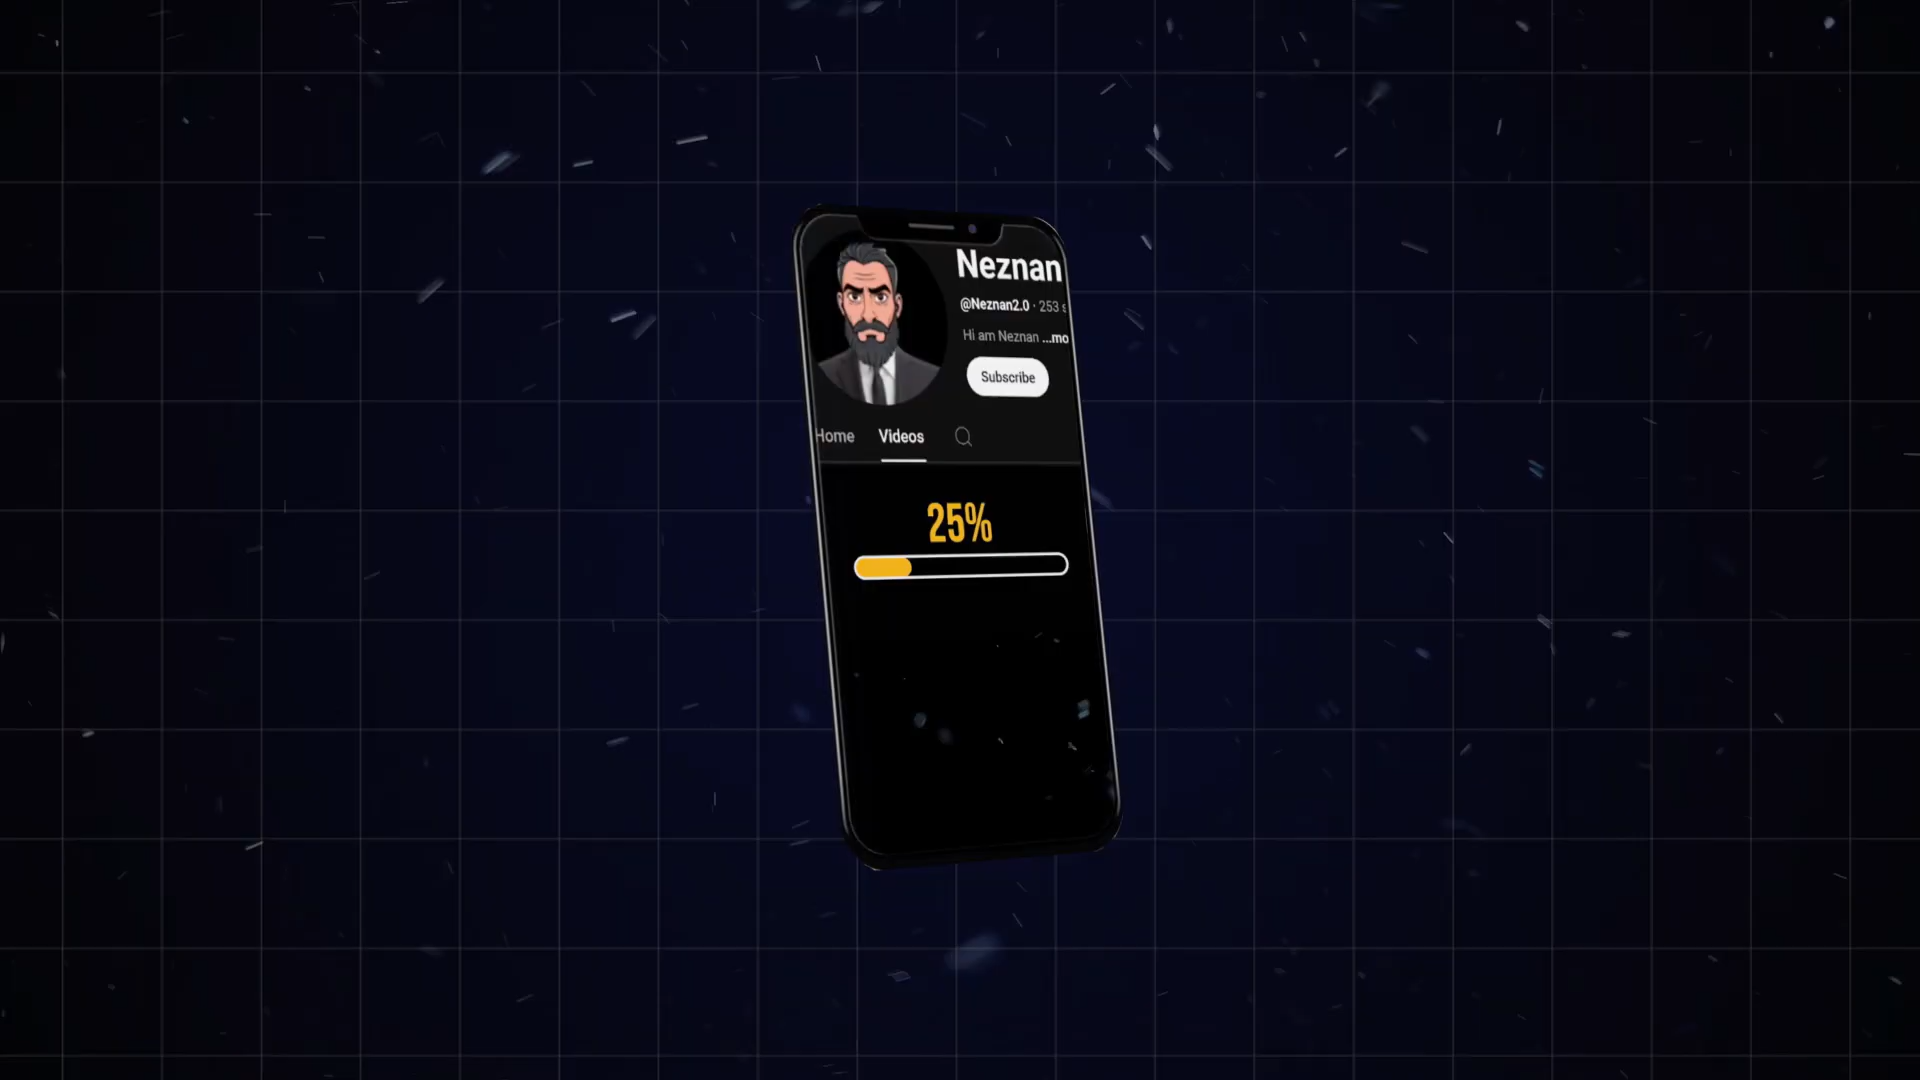 Neznan
@Neznan2.0 · 253
Hi am Neznan ...mo
Subscribe
Home Videos
25%